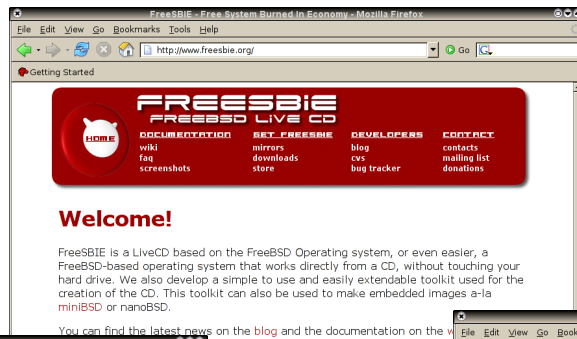 FreeSBIE - Free System Burned In Economy - Mozilla Firefox
File Edit View Go Bookmarks Tools Help
http://www.freesbie.org/ Go G
Getting Started
FREESBiE
FREEBSD LiVE CD
HOME
DOCUMENTATION GET FREESBIE DEVELOPERS CONTACT
wiki mirrors blog contacts
faq downloads cvs mailing list
screenshots store bug tracker donations
Welcome!
FreeSBIE is a LiveCD based on the FreeBSD Operating system, or even easier, a
FreeBSD-based operating system that works directly from a CD, without touching your
hard drive. We also develop a simple to use and easily extendable toolkit used for the
creation of the CD. This toolkit can also be used to make embedded images a-la
miniBSD or nanoBSD.
You can find the latest news on the blog and the documentation on the
File Edit View Go Book